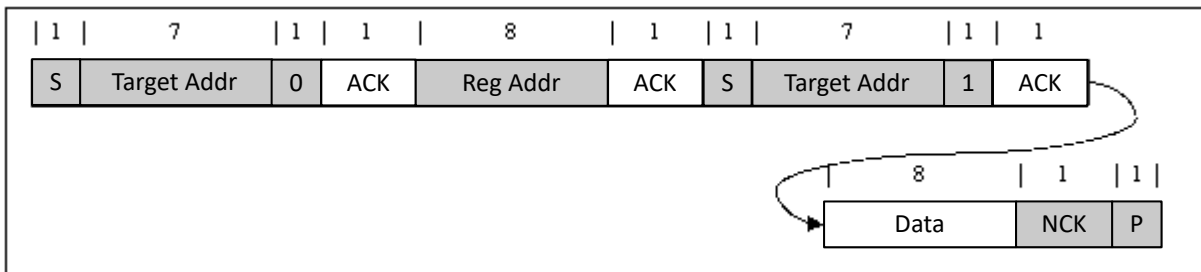 | 1 | 7 | 1 | 1 | 8 | 1 | 1 | 7 | 1 | 1
S Target Addr 0 ACK Reg Addr ACK S Target Addr 1 ACK
| 8 | 1 | 1 |
Data NCK P